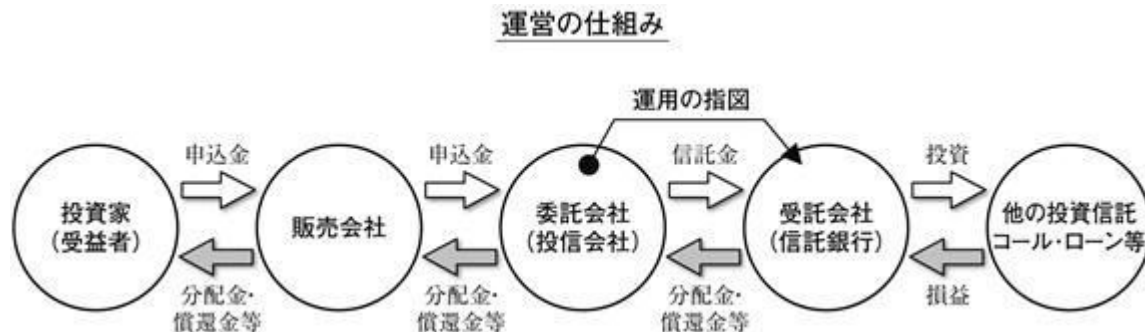 運営の仕組み
運用の指図
申込金
申込金
信託金
投資
投資家
(受益者)
販売会社
委託会社
(投信会社)
受託会社
(信託銀行)
他の投資信託
コール・ローン等
分配金・
償還金等
分配金・
償還金等
分配金・
償還金等
損益